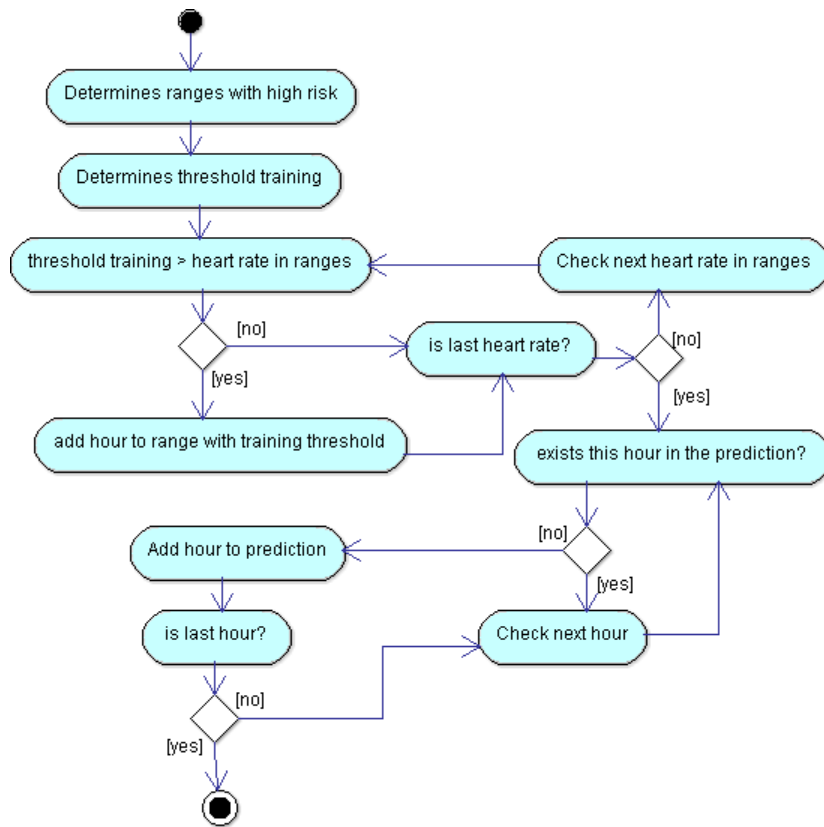 Determines ranges with high risk
Determines threshold training
threshold training > heart rate in ranges
Check next heart rate in ranges
[no]
is last heart rate?
[no]
[yes]
[yes]
add hour to range with training threshold
exists this hour in the prediction?
[no]
Add hour to prediction
[yes]
is last hour?
Check next hour
[no]
[yes]